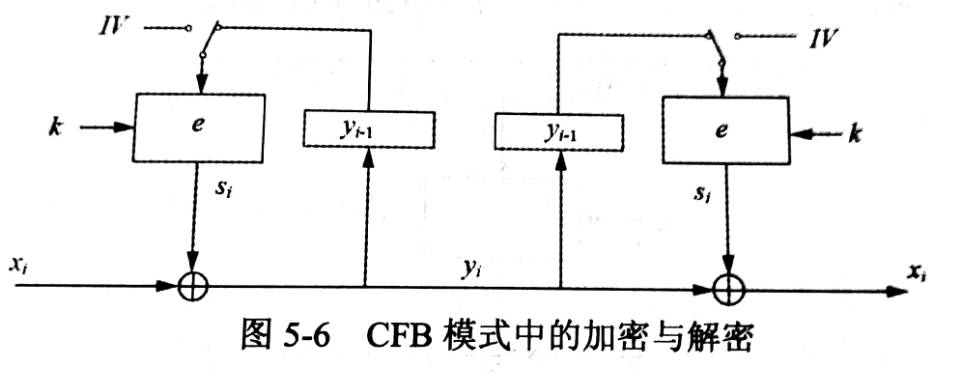 IV
IV
k
e
y_{i-1}
y_{i-1}
e
k
s_i
s_i
x_i
y_i
x_i
图 5-6 CFB 模式中的加密与解密